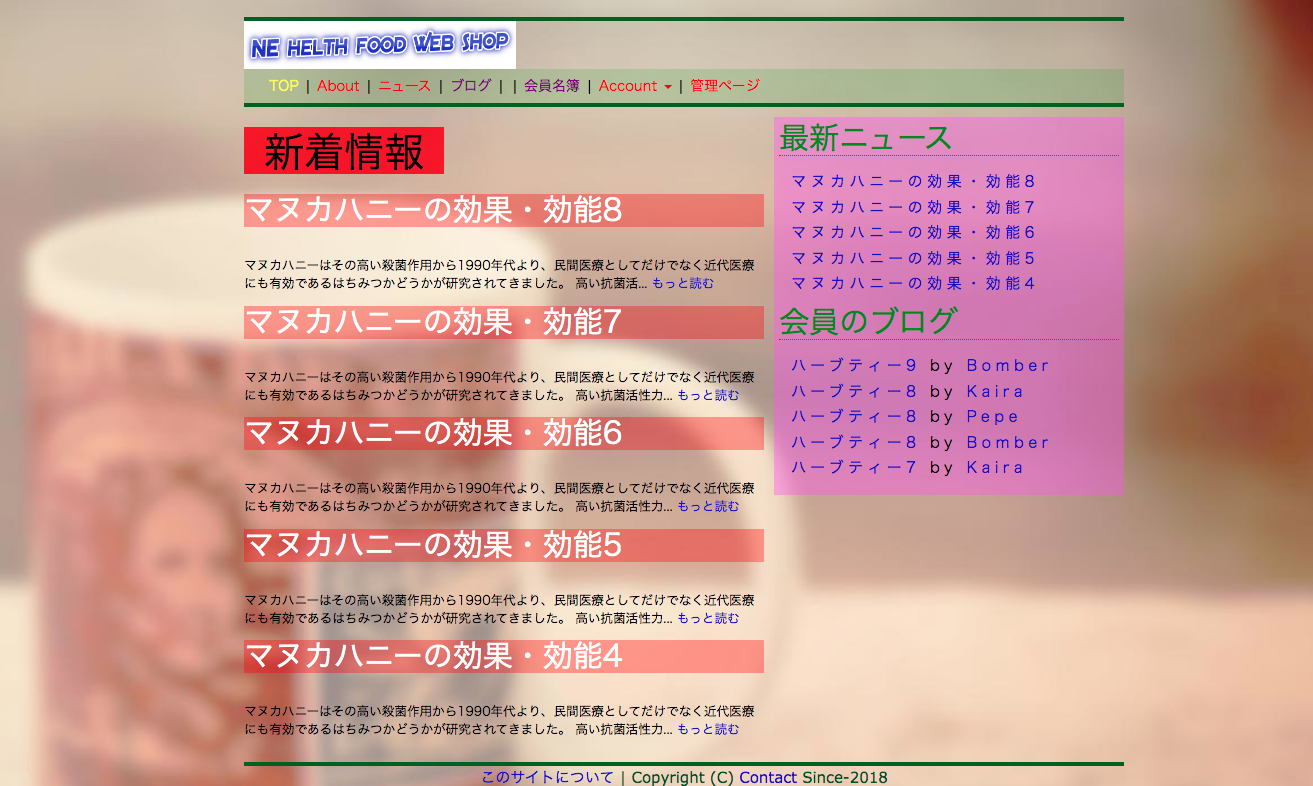 NE HELTH FOOD WEB SHOP
TOP | About | ニュース | ブログ | | 会員名簿 | Account | 管理ページ
新着情報
マヌカハニーの効果・効能8
マヌカハニーはその高い殺菌作用から1990年代より、民間医療としてだけでなく近代医療
にも有効であるはちみつかどうかが研究されてきました。 高い抗菌活... もっと読む
マヌカハニーの効果・効能7
マヌカハニーはその高い殺菌作用から1990年代より、民間医療としてだけでなく近代医療
にも有効であるはちみつかどうかが研究されてきました。 高い抗菌活性力... もっと読む
マヌカハニーの効果・効能6
マヌカハニーはその高い殺菌作用から1990年代より、民間医療としてだけでなく近代医療
にも有効であるはちみつかどうかが研究されてきました。 高い抗菌活性力... もっと読む
マヌカハニーの効果・効能5
マヌカハニーはその高い殺菌作用から1990年代より、民間医療としてだけでなく近代医療
にも有効であるはちみつかどうかが研究されてきました。 高い抗菌活性力... もっと読む
マヌカハニーの効果・効能4
マヌカハニーはその高い殺菌作用から1990年代より、民間医療としてだけでなく近代医療
にも有効であるはちみつかどうかが研究されてきました。 高い抗菌活性力... もっと読む
最新ニュース
マヌカハニーの効果・効能8
マヌカハニーの効果・効能7
マヌカハニーの効果・効能6
マヌカハニーの効果・効能5
マヌカハニーの効果・効能4
会員のブログ
ハーブティー9 by Bomber
ハーブティー8 by Kaira
ハーブティー8 by Pepe
ハーブティー8 by Bomber
ハーブティー7 by Kaira
このサイトについて | Copyright (C) Contact Since-2018